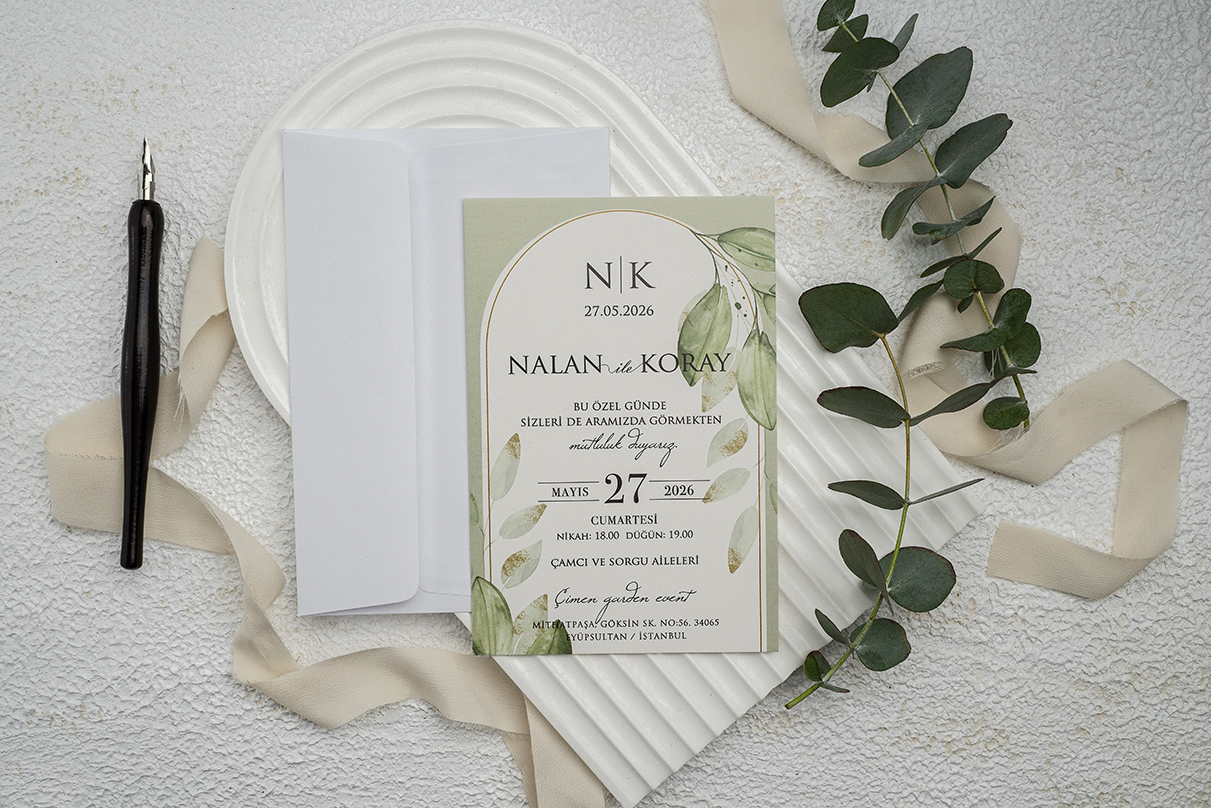 N|K
27.05.2026
NALAN ile KORAY
BU ÖZEL GÜNDE
SİZLERİ DE ARAMIZDA GÖRMEKTEN
mutluluk duyarız.
MAYIS 27 2026
CUMARTESİ
NİKAH: 18.00 DÜĞÜN: 19.00
ÇAMCI VE SORGU AİLELERİ
Çimen garden event
MİTHATPAŞA, GÖKSİN SK. NO:56. 34065
EYÜPSULTAN / İSTANBUL